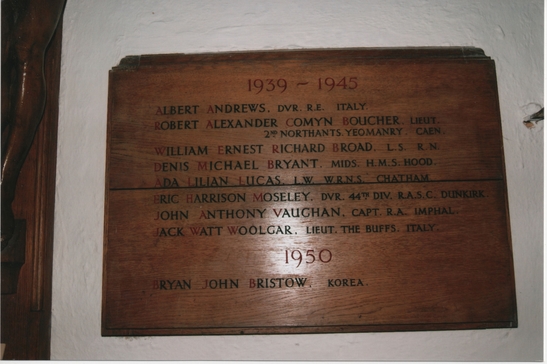 1939 – 1945
ALBERT ANDREWS, DVR. R.E. ITALY.
ROBERT ALEXANDER COMYN BOUCHER, LIEUT.
2ND NORTHANTS. YEOMANRY. CAEN.
WILLIAM ERNEST RICHARD BROAD, L.S. R.N.
DENIS MICHAEL BRYANT, MIDS. H.M.S. HOOD.
ADA LILIAN LUCAS, L.W. W.R.N.S. CHATHAM.
ERIC HARRISON MOSELEY, DVR. 44TH DIV. R.A.S.C. DUNKIRK.
JOHN ANTHONY VAUGHAN, CAPT. R.A. IMPHAL.
JACK WATT WOOLGAR, LIEUT. THE BUFFS. ITALY.
1950
BRYAN JOHN BRISTOW, KOREA.